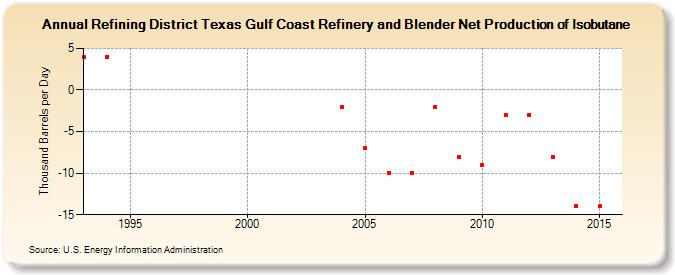 Annual Refining District Texas Gulf Coast Refinery and Blender Net Production of Isobutane
Thousand Barrels per Day
5
0
-5
-10
-15
1995 2000 2005 2010 2015
Source: U.S. Energy Information Administration